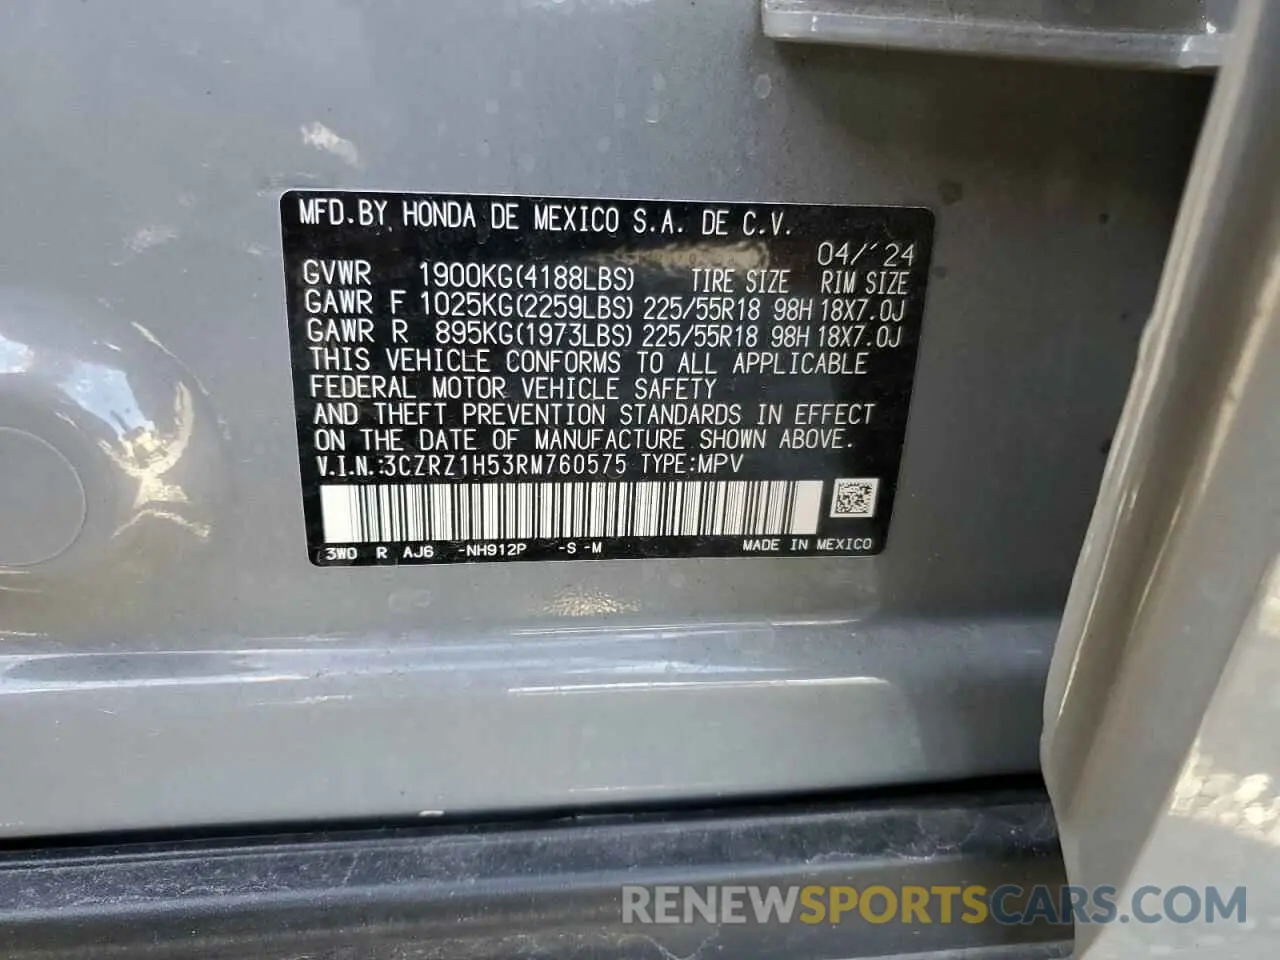 MFD.BY HONDA DE MEXICO S.A. DE C.V.
04/´24
GVWR 1900KG(4188LBS) TIRE SIZE RIM SIZE
GAWR F 1025KG(2259LBS) 225/55R18 98H 18X7.0J
GAWR R 895KG(1973LBS) 225/55R18 98H 18X7.0J
THIS VEHICLE CONFORMS TO ALL APPLICABLE
FEDERAL MOTOR VEHICLE SAFETY
AND THEFT PREVENTION STANDARDS IN EFFECT
ON THE DATE OF MANUFACTURE SHOWN ABOVE.
V.I.N.:3CZRZ1H53RM760575 TYPE:MPV
3W0 R AJ6 -NH912P -S -M MADE IN MEXICO
RENEWSPORTSCARS.COM